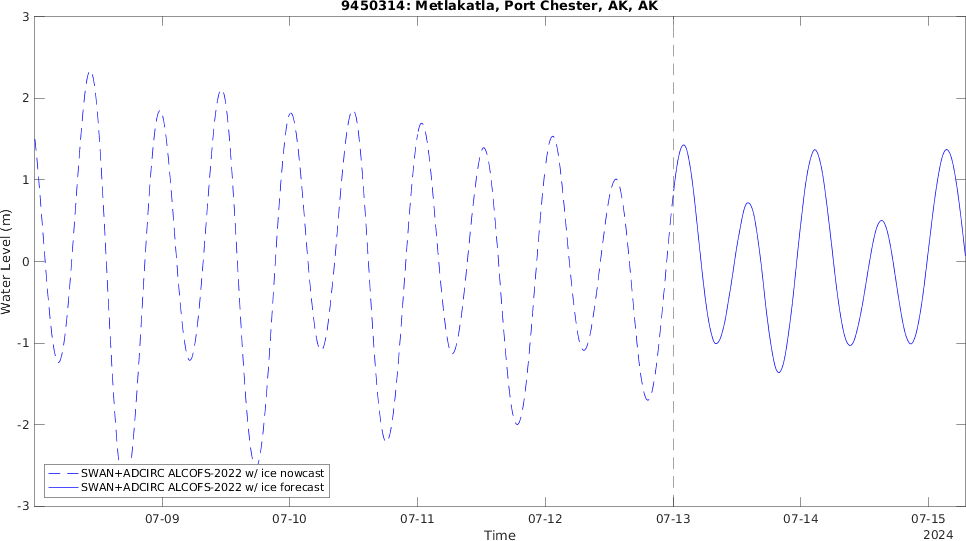 9450314: Metlakatla, Port Chester, AK, AK
3
2
1
0
-1
-2
-3
Water Level (m)
SWAN+ADCIRC ALCOFS-2022 w/ ice nowcast
SWAN+ADCIRC ALCOFS-2022 w/ ice forecast
07-09 07-10 07-11 07-12 07-13 07-14 07-15
Time
2024